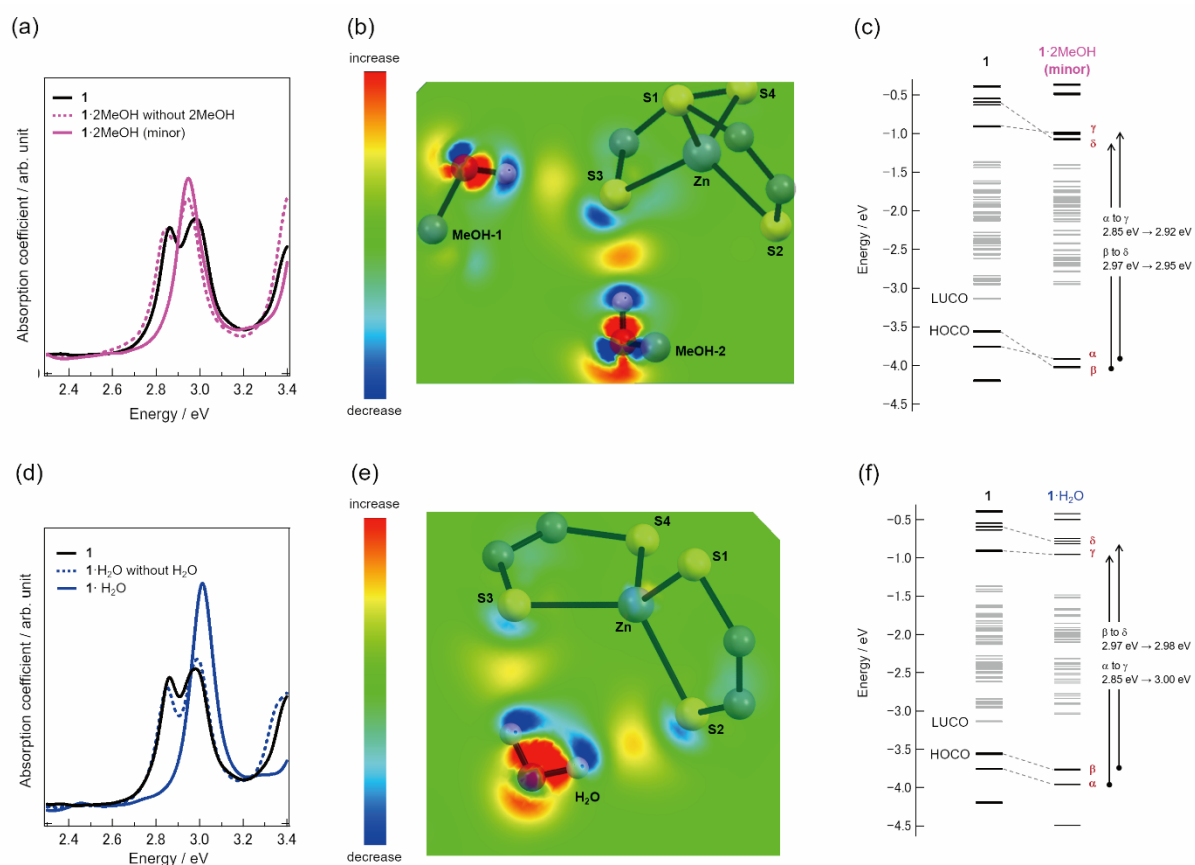 (a)
1
1·2MeOH without 2MeOH
1·2MeOH (minor)
Absorption coefficient / arb. unit
2.4 2.6 2.8 3.0 3.2 3.4
Energy / eV
(b)
increase
decrease
S1
S4
S3
Zn
S2
MeOH-1
MeOH-2
(c)
1
1·2MeOH
(minor)
Energy / eV
−0.5
−1.0
−1.5
−2.0
−2.5
−3.0
−3.5
−4.0
−4.5
LUCO
HOCO
γ
δ
α to γ
2.85 eV → 2.92 eV
β to δ
2.97 eV → 2.95 eV
α
β
(d)
1
1·H₂O without H₂O
1· H₂O
Absorption coefficient / arb. unit
2.4 2.6 2.8 3.0 3.2 3.4
Energy / eV
(e)
increase
decrease
S4
S1
S3
Zn
S2
H₂O
(f)
1
1·H₂O
Energy / eV
−0.5
−1.0
−1.5
−2.0
−2.5
−3.0
−3.5
−4.0
−4.5
LUCO
HOCO
δ
γ
β to δ
2.97 eV → 2.98 eV
α to γ
2.85 eV → 3.00 eV
β
α